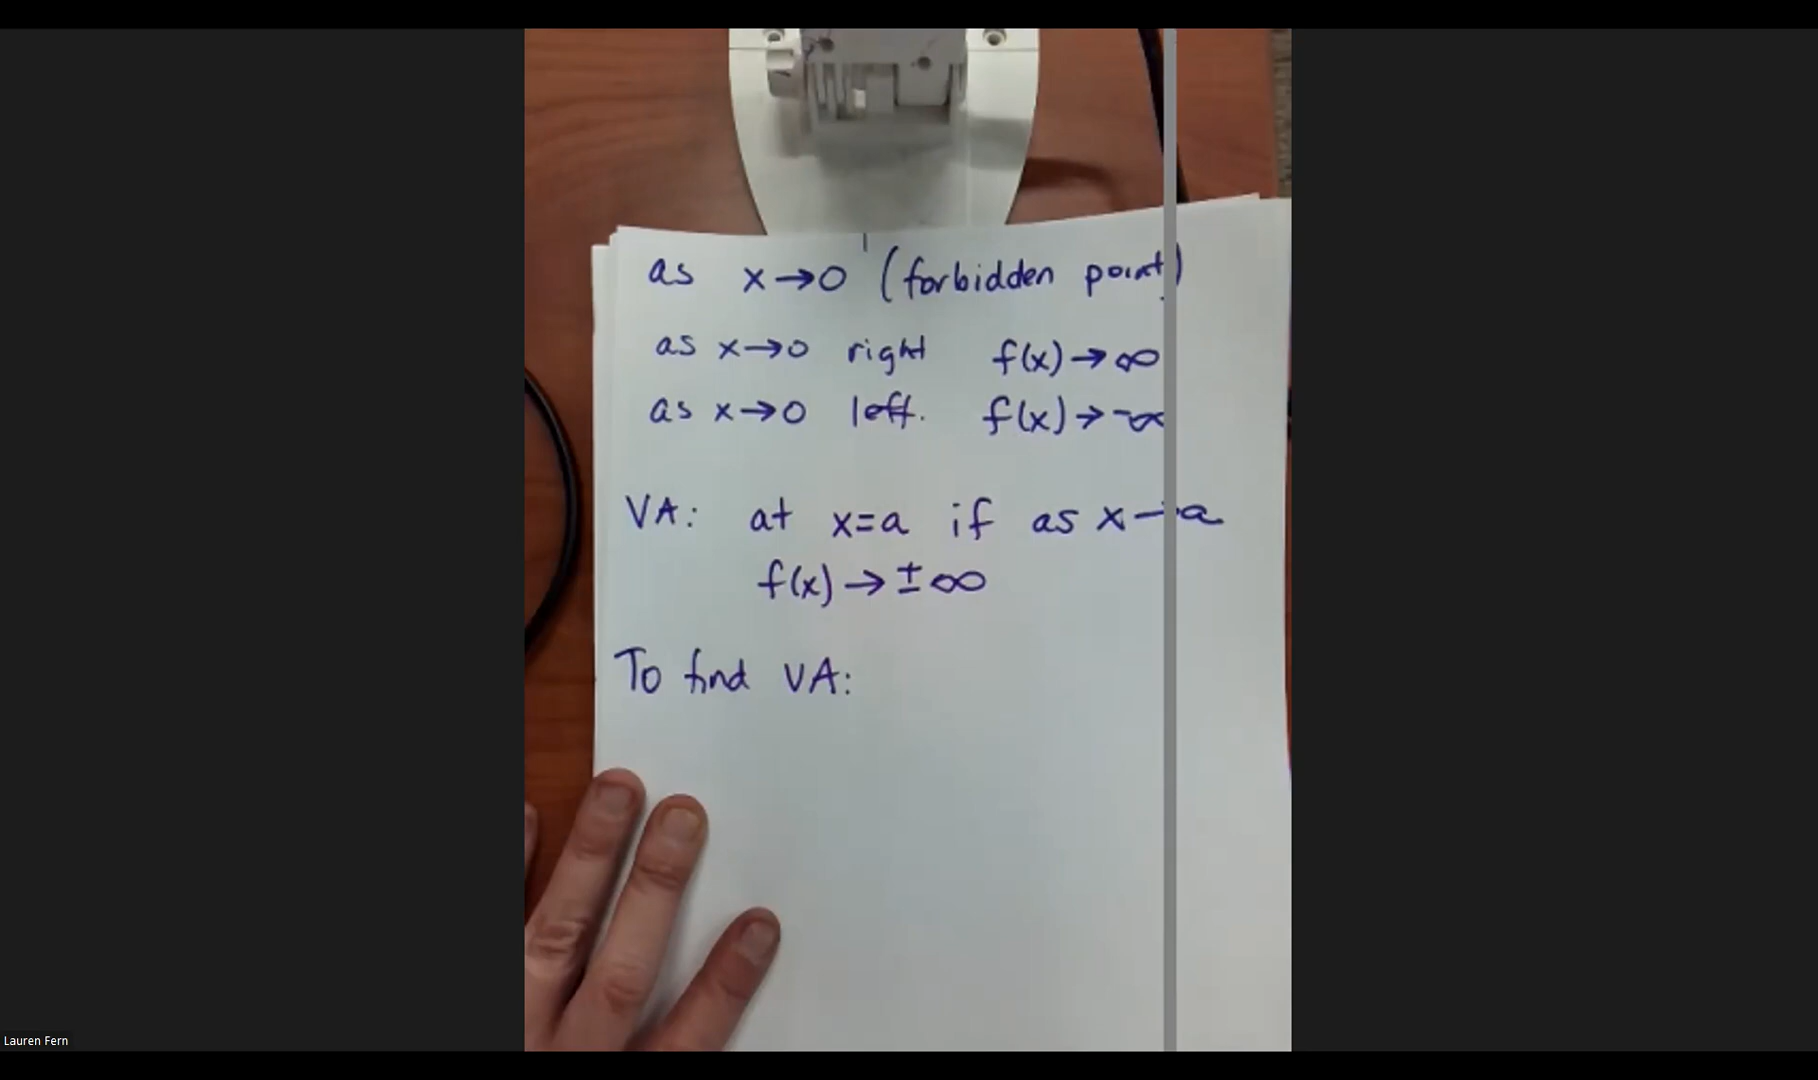 as x→0 (forbidden point)
as x→0 right f(x)→∞
as x→0 left. f(x)→-∞
VA: at x=a if as x→a
f(x)→±∞
To find VA:
Lauren Fern